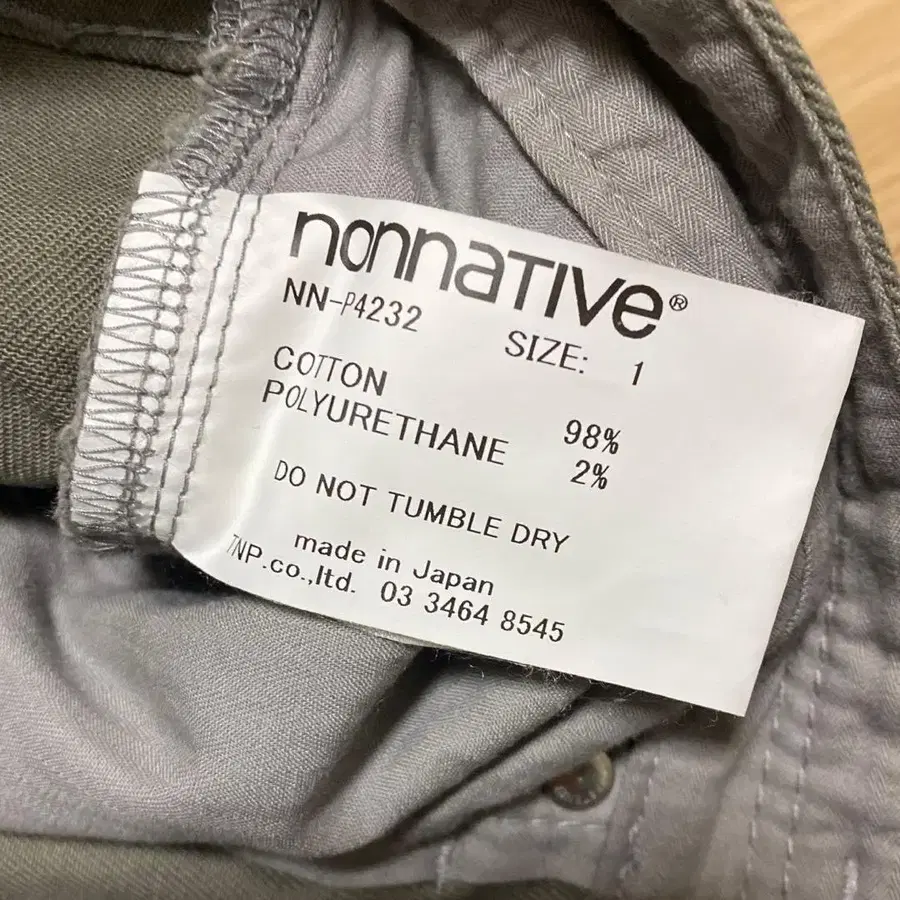 nonnaTIVe®
NN-P4232
SIZE: 1
COTTON 98%
POLYURETHANE 2%
DO NOT TUMBLE DRY
made in Japan
TNP.co.,ltd. 03 3464 8545